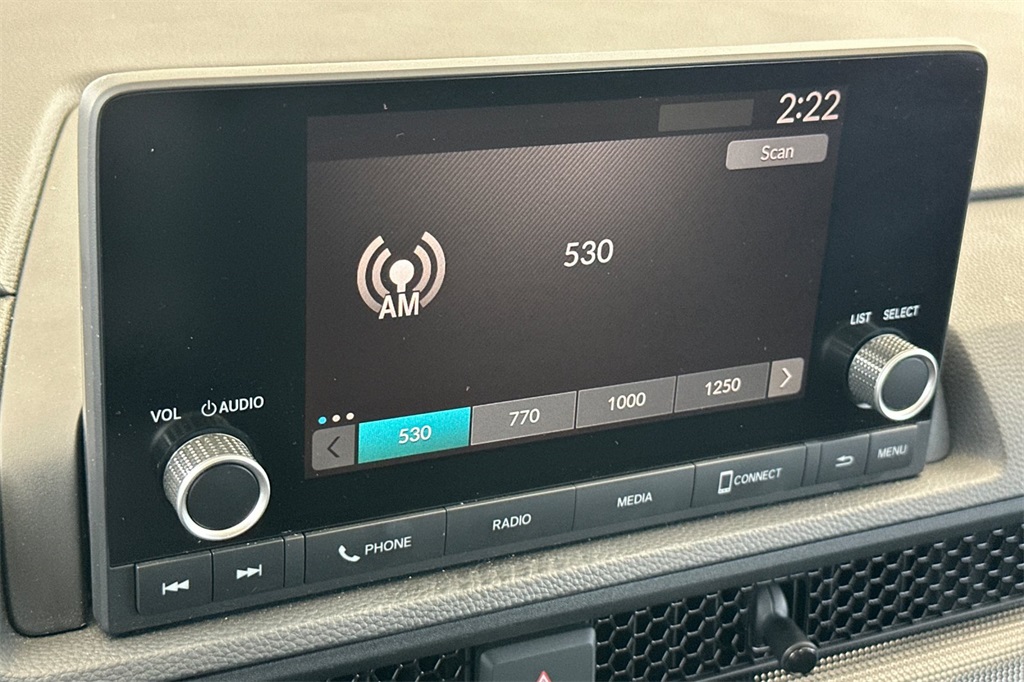 2:22
Scan
530
AM
LIST SELECT
VOL AUDIO
530 770 1000 1250
PHONE RADIO MEDIA CONNECT MENU